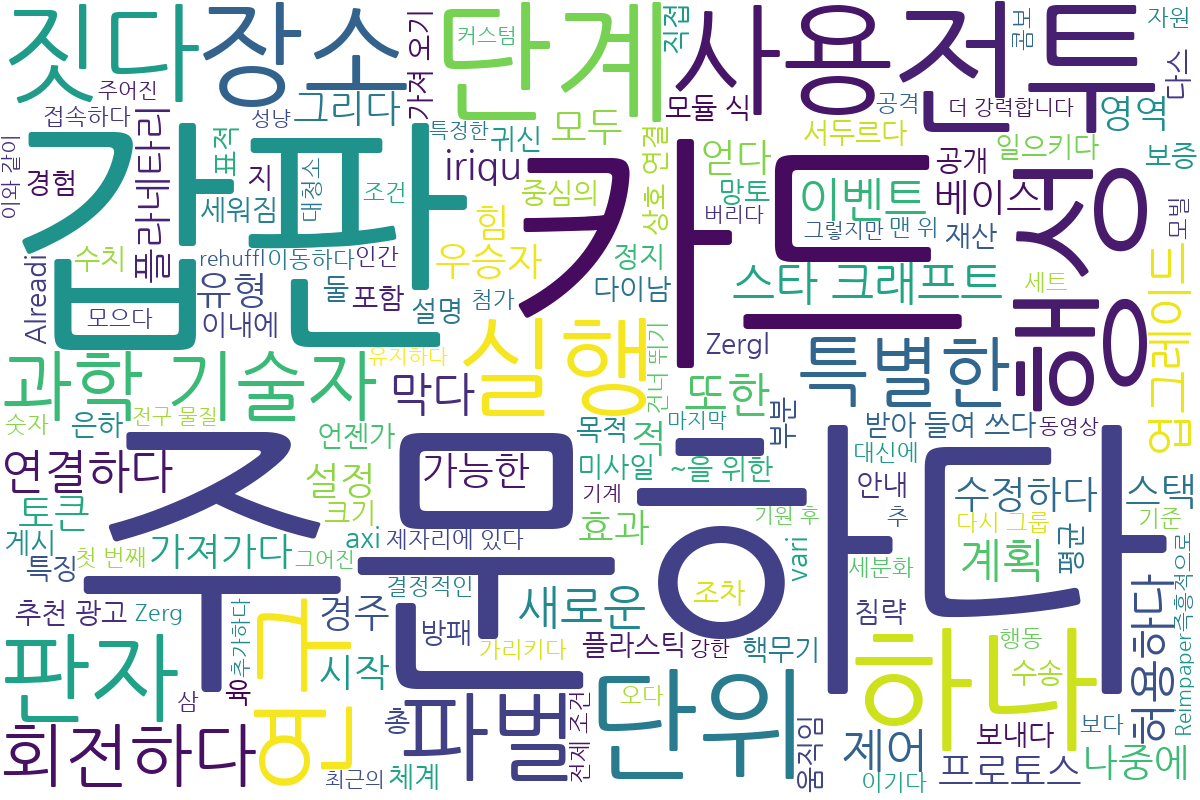 짓다
장소
단계
사용
전투
갑판
카드
행성
주문하다
하나
실행
과학 기술자
특별한
업그레이드
판자
연구
파벌
단위
회전하다
스타 크래프트
이벤트
베이스
영역
얻다
또한
막다
연결하다
가능한
설정
효과
계획
수정하다
스택
허용하다
제어
프로토스
나중에
새로운
경주
시작
가져가다
토큰
우승자
유형
iriqu
모두
그리다
가져 오기
직접
콤보
자원
다스
더 강력합니다
공격
모듈 식
커스텀
주어진
접속하다
성냥
특정한
귀신
서두르다
일으키다
보증
공개
표적
플라네타리
이와 같이
경험
지
세워짐
대청소
조건
힘
중심의
상호 연결
망토
버리다
그렇지만
맨 위
재산
모빌
수치
rehuffl
이동하다
인간
둘
포함
설명
첨가
정지
다이남
세트
Alreadi
모으다
이내에
유지하다
Zergl
건너 뛰기
숫자
전구 물질
은하
언젠가
목적
적
마지막
부분
받아 들여 쓰다
동영상
미사일
~을 위한
대신에
안내
크기
기계
기원 후
추
다시 그룹
기준
게시
첫 번째
그어진
axi
제자리에 있다
vari
세분화
평균
즉흥적으로
특징
결정적인
조차
침략
추천 광고
Zerg
추가하다
방패
가리키다
플라스틱
강한
핵무기
행동
수송
Reimpaper
삼
육
총
전제 조건
오다
움직임
보내다
보다
최근의
체계
이기다